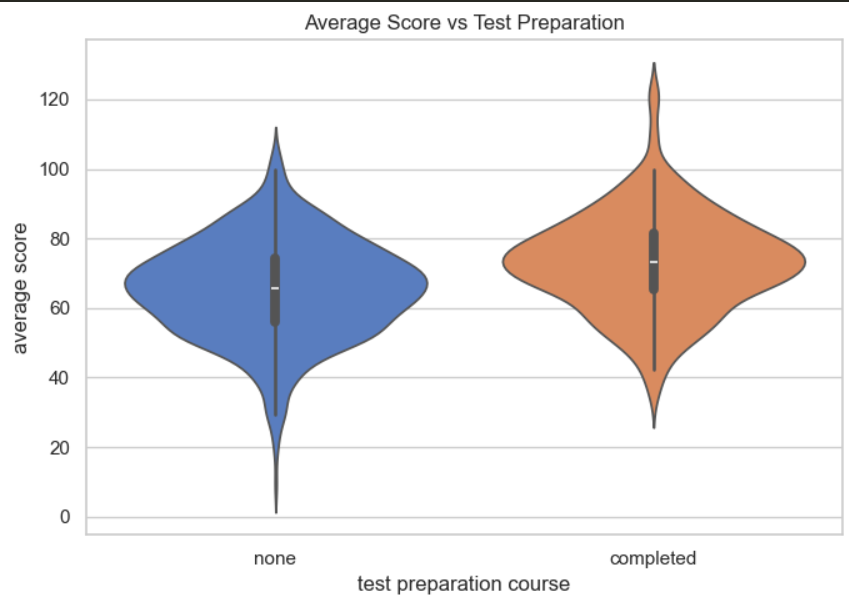 Average Score vs Test Preparation
120
100
80
60
40
20
0
average score
none
completed
test preparation course